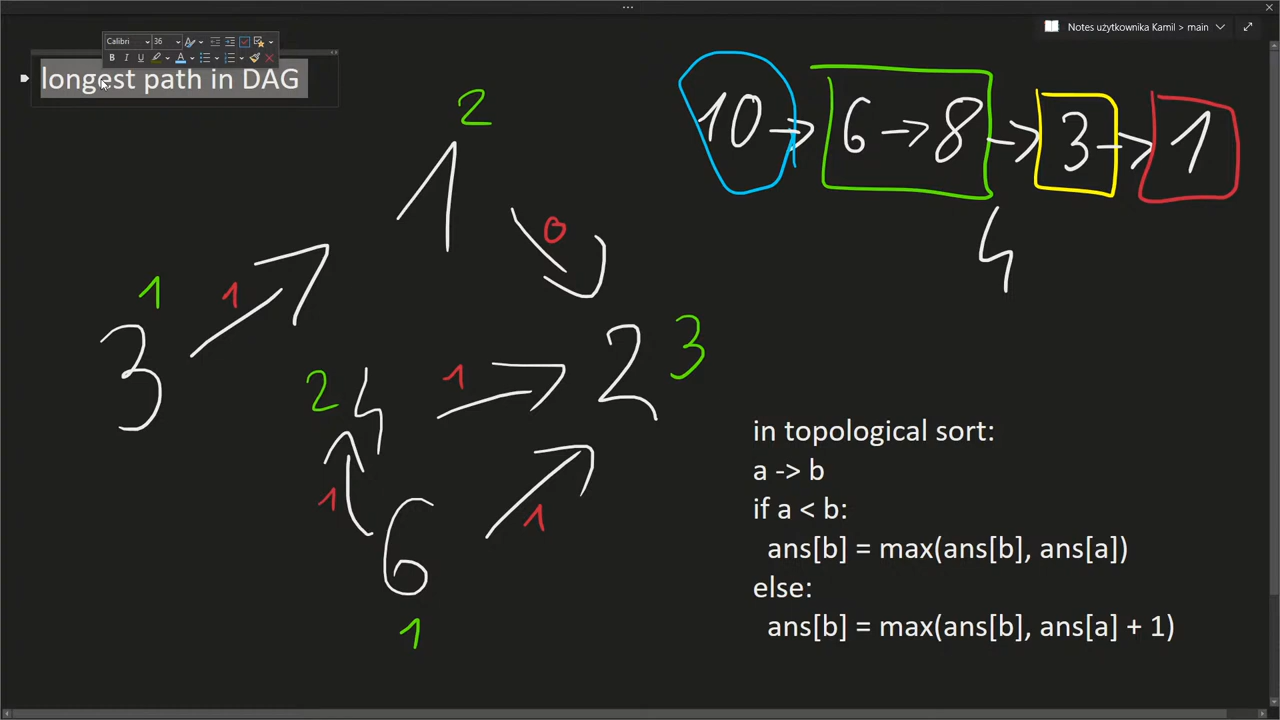 Notes użytkownika Kamil > main
Calibri 36
B I U A
longest path in DAG
10 → 6 → 8 → 3 → 1
4
2
1
0
1
1
3
2 4
1
2 3
1
1
6
1
in topological sort:
a -> b
if a < b:
ans[b] = max(ans[b], ans[a])
else:
ans[b] = max(ans[b], ans[a] + 1)